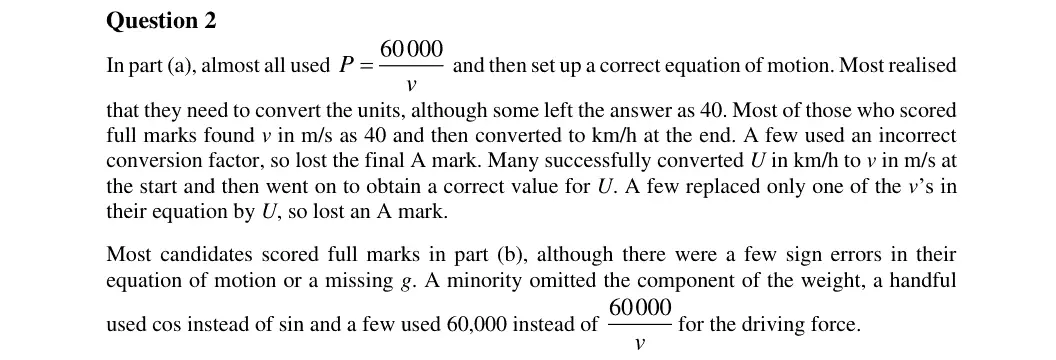 Question 2
In part (a), almost all used P = 60 000 / v and then set up a correct equation of motion. Most realised
that they need to convert the units, although some left the answer as 40. Most of those who scored
full marks found v in m/s as 40 and then converted to km/h at the end. A few used an incorrect
conversion factor, so lost the final A mark. Many successfully converted U in km/h to v in m/s at
the start and then went on to obtain a correct value for U. A few replaced only one of the v’s in
their equation by U, so lost an A mark.
Most candidates scored full marks in part (b), although there were a few sign errors in their
equation of motion or a missing g. A minority omitted the component of the weight, a handful
used cos instead of sin and a few used 60,000 instead of 60 000 / v for the driving force.